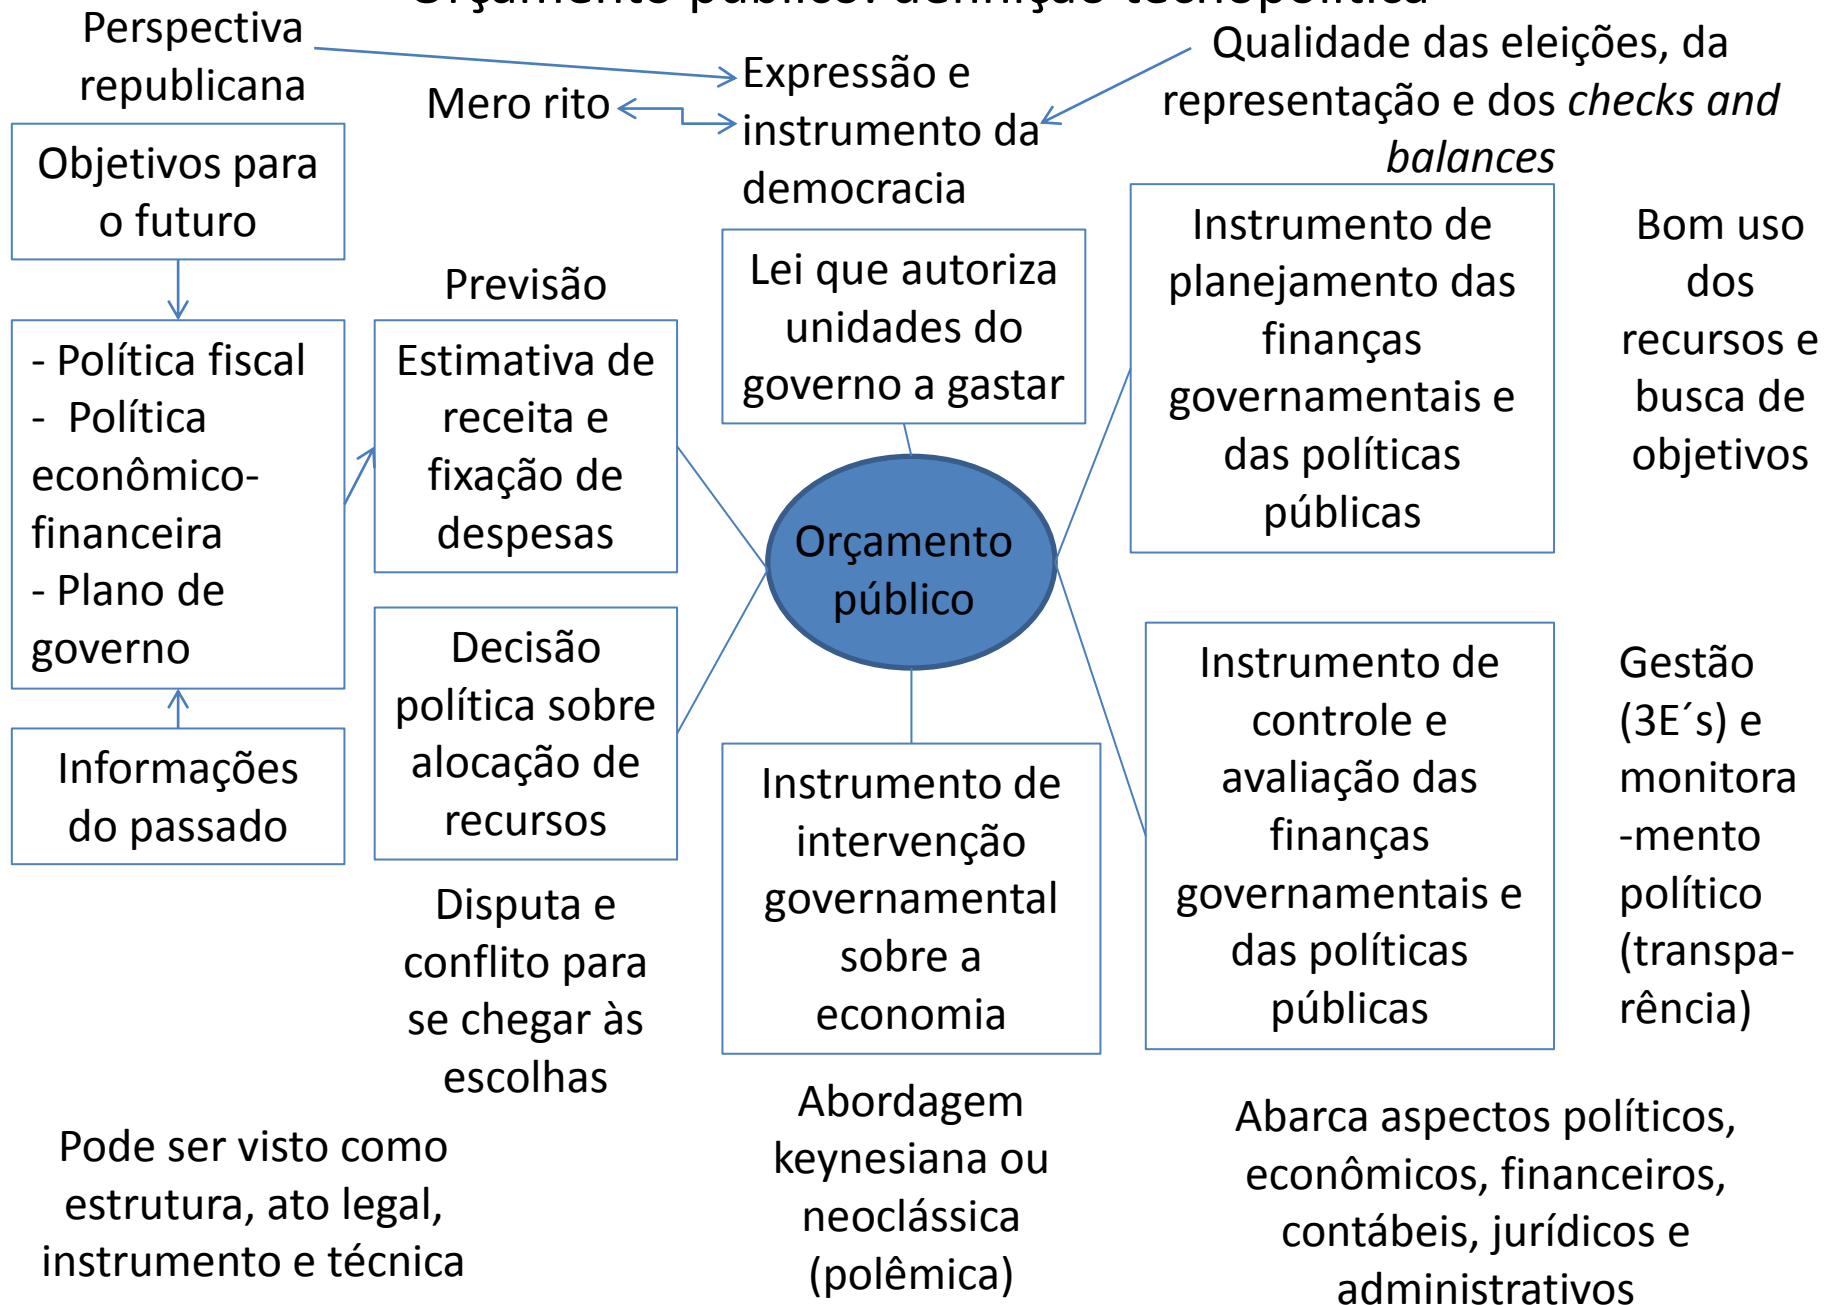 Orçamento público: definição tecnopolítica
Perspectiva
republicana
Mero rito
Expressão e
instrumento da
democracia
Qualidade das eleições, da
representação e dos checks and
balances
Objetivos para
o futuro
- Política fiscal
- Política
econômico-
financeira
- Plano de
governo
Informações
do passado
Previsão
Estimativa de
receita e
fixação de
despesas
Decisão
política sobre
alocação de
recursos
Disputa e
conflito para
se chegar às
escolhas
Lei que autoriza
unidades do
governo a gastar
Orçamento
público
Instrumento de
intervenção
governamental
sobre a
economia
Abordagem
keynesiana ou
neoclássica
(polêmica)
Instrumento de
planejamento das
finanças
governamentais e
das políticas
públicas
Bom uso
dos
recursos e
busca de
objetivos
Instrumento de
controle e
avaliação das
finanças
governamentais e
das políticas
públicas
Gestão
(3E´s) e
monitora
-mento
político
(transpa-
rência)
Pode ser visto como
estrutura, ato legal,
instrumento e técnica
Abarca aspectos políticos,
econômicos, financeiros,
contábeis, jurídicos e
administrativos